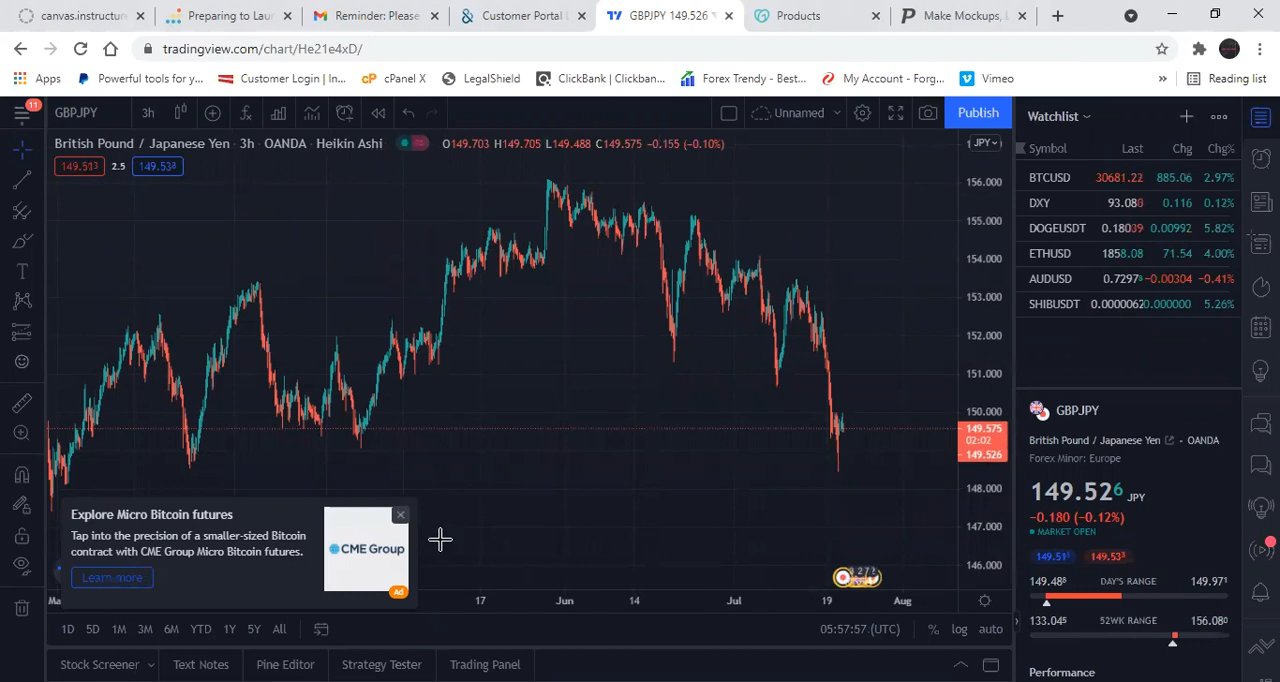 canvas.instructure
Preparing to Lau
Reminder: Please
Customer Portal
GBPJPY 149.526
Products
Make Mockups,
tradingview.com/chart/He21e4xD/
Apps
Powerful tools for y...
Customer Login | In...
cPanel X
LegalShield
ClickBank | Clickban...
Forex Trendy - Best...
My Account - Forg...
Vimeo
»
Reading list
11
GBPJPY
3h
Unnamed
Publish
Watchlist
British Pound / Japanese Yen · 3h · OANDA · Heikin Ashi
O149.703 H149.705 L149.488 C149.575 -0.155 (-0.10%)
JPY
149.513
2.5
149.538
Symbol Last Chg Chg%
BTCUSD 30681.22 885.06 2.97%
DXY 93.088 0.116 0.12%
DOGEUSDT 0.18039 0.00992 5.82%
ETHUSD 1858.08 71.54 4.00%
AUDUSD 0.7297 -0.00304 -0.41%
SHIBUSDT 0.0000062 0.000000 5.26%
156.000
155.000
154.000
153.000
152.000
151.000
150.000
149.575
02:02
149.526
148.000
147.000
146.000
GBPJPY
British Pound / Japanese Yen · OANDA
Forex Minor: Europe
149.526 JPY
-0.180 (-0.12%)
MARKET OPEN
149.511 149.533
149.488 DAY'S RANGE 149.971
133.045 52WK RANGE 156.080
Performance
Explore Micro Bitcoin futures
Tap into the precision of a smaller-sized Bitcoin
contract with CME Group Micro Bitcoin futures.
Learn more
CME Group
Ad
17 Jun 14 Jul 19 Aug
1D 5D 1M 3M 6M YTD 1Y 5Y All
05:57:57 (UTC)
% log auto
Stock Screener
Text Notes
Pine Editor
Strategy Tester
Trading Panel